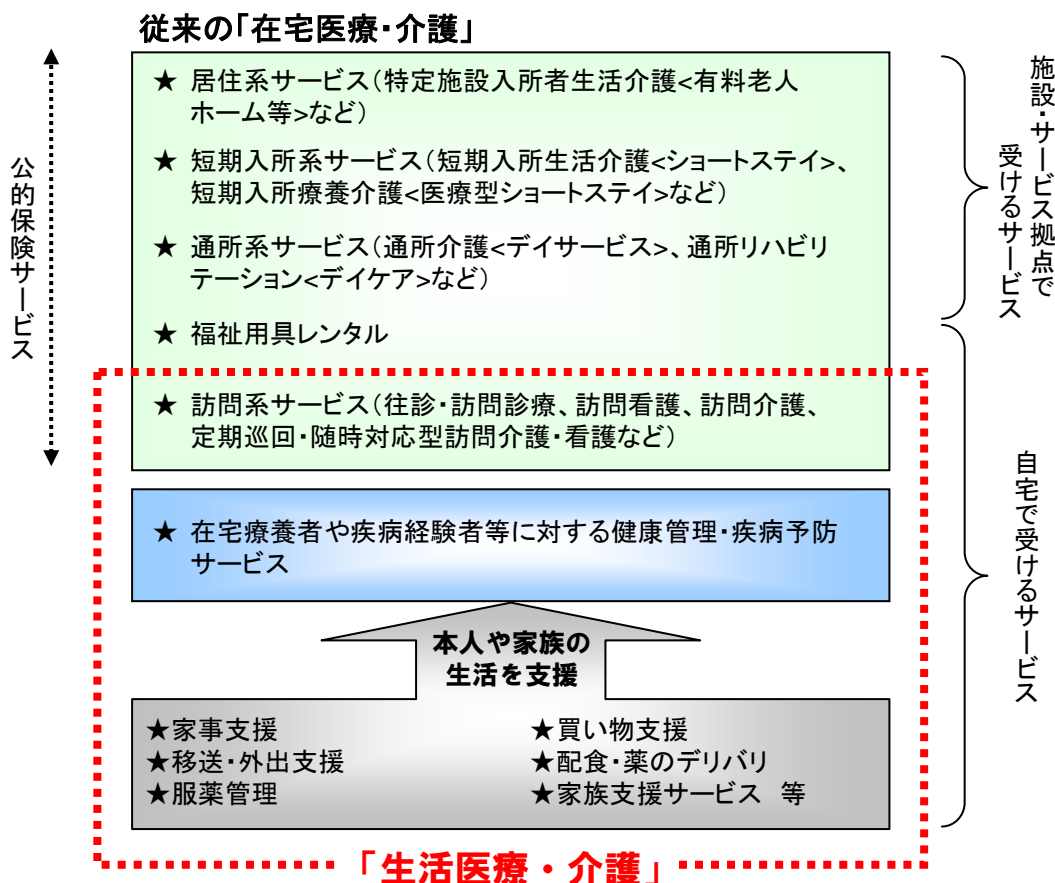 従来の「在宅医療・介護」
公的保険サービス
★ 居住系サービス（特定施設入所者生活介護<有料老人
ホーム等>など）
★ 短期入所系サービス（短期入所生活介護<ショートステイ>、
短期入所療養介護<医療型ショートステイ>など）
★ 通所系サービス（通所介護<デイサービス>、通所リハビリ
テーション<デイケア>など）
★ 福祉用具レンタル
★ 訪問系サービス（往診・訪問診療、訪問看護、訪問介護、
定期巡回・随時対応型訪問介護・看護など）
施設・サービス拠点で
受けるサービス
★ 在宅療養者や疾病経験者等に対する健康管理・疾病予防
サービス
自宅で受けるサービス
本人や家族の
生活を支援
★家事支援
★移送・外出支援
★服薬管理
★買い物支援
★配食・薬のデリバリ
★家族支援サービス 等
「生活医療・介護」